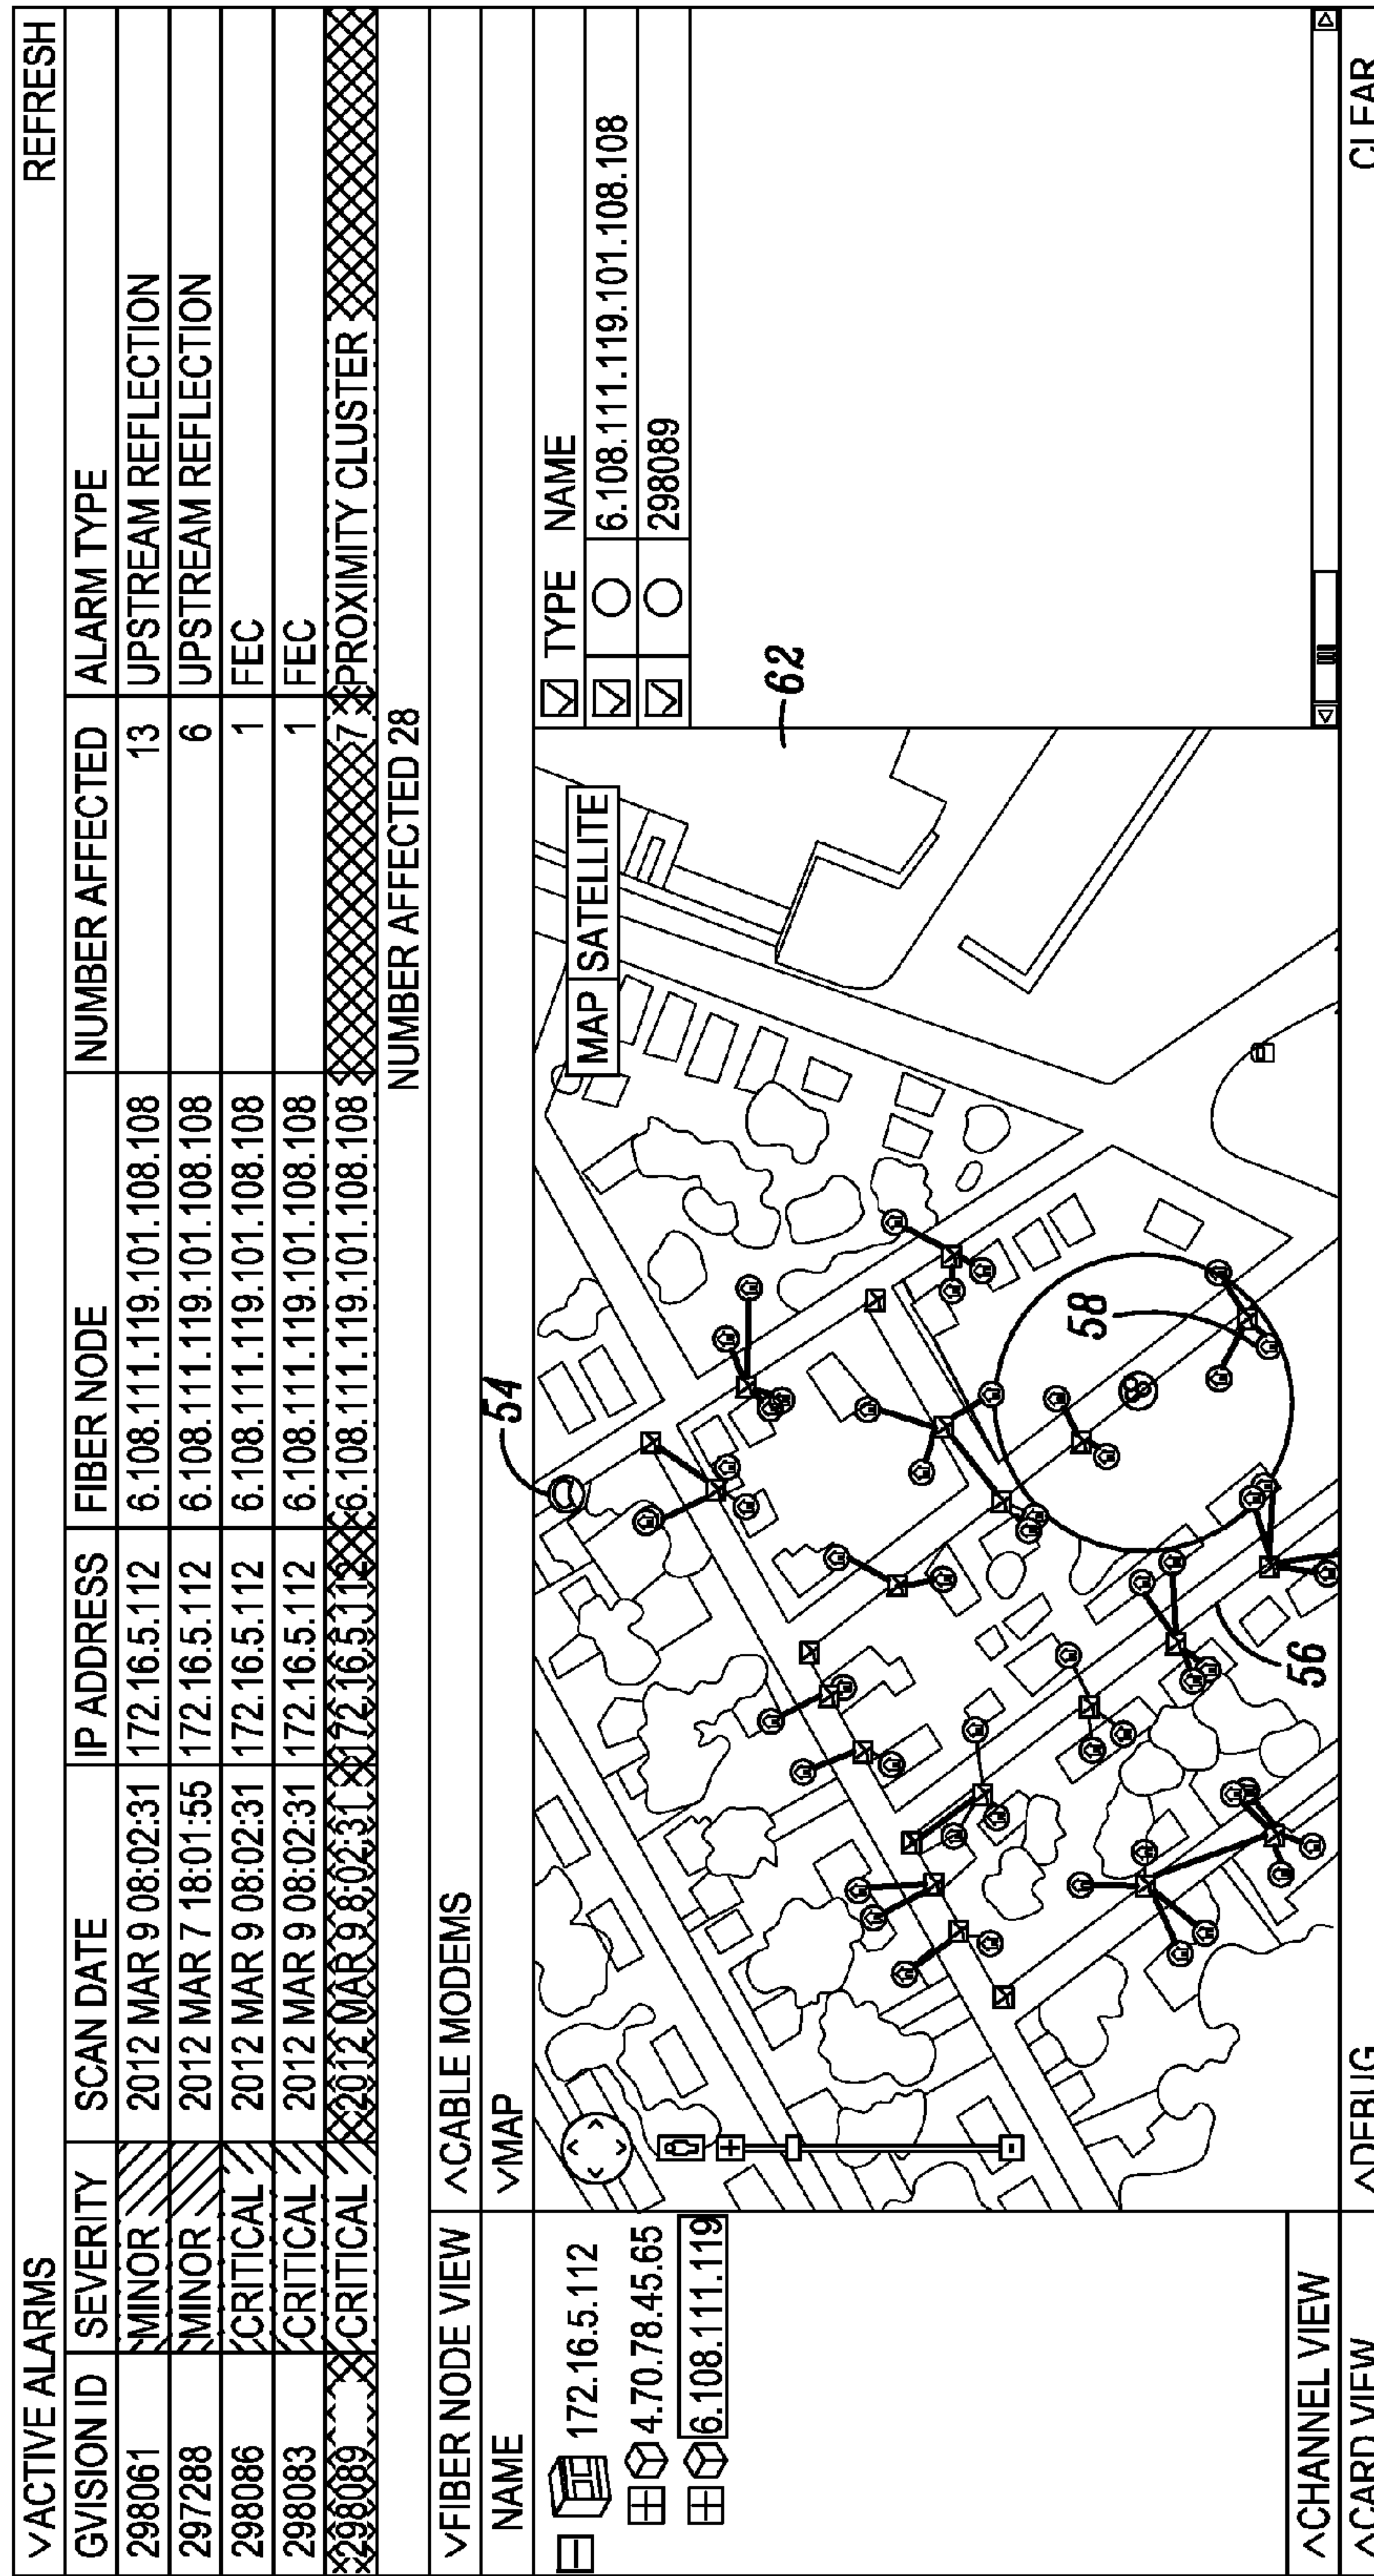 ∨ACTIVE ALARMS REFRESH
GVISION ID SEVERITY SCAN DATE IP ADDRESS FIBER NODE NUMBER AFFECTED ALARM TYPE
298061 MINOR 2012 MAR 9 08:02:31 172.16.5.112 6.108.111.119.101.108.108 13 UPSTREAM REFLECTION
297288 MINOR 2012 MAR 7 18:01:55 172.16.5.112 6.108.111.119.101.108.108 6 UPSTREAM REFLECTION
298086 CRITICAL 2012 MAR 9 08:02:31 172.16.5.112 6.108.111.119.101.108.108 1 FEC
298083 CRITICAL 2012 MAR 9 08:02:31 172.16.5.112 6.108.111.119.101.108.108 1 FEC
298089 CRITICAL 2012 MAR 9 8:02:31 172.16.5.112 6.108.111.119.101.108.108 7 PROXIMITY CLUSTER
NUMBER AFFECTED 28
∨FIBER NODE VIEW ^CABLE MODEMS
NAME ∨MAP
172.16.5.112
4.70.78.45.65
6.108.111.119
54
MAP SATELLITE
TYPE NAME
6.108.111.119.101.108.108
298089
62
58
56
^CHANNEL VIEW
^CARD VIEW ^DEBUG CLEAR